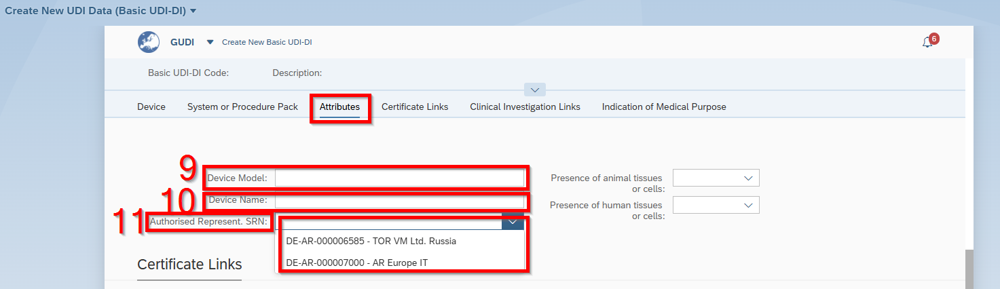 Create New UDI Data (Basic UDI-DI)
GUDI Create New Basic UDI-DI 6
Basic UDI-DI Code: Description:
Device System or Procedure Pack Attributes Certificate Links Clinical Investigation Links Indication of Medical Purpose
9 Device Model:
10 Device Name:
11 Authorised Represent. SRN:
DE-AR-000006585 - TOR VM Ltd. Russia
DE-AR-000007000 - AR Europe IT
Presence of animal tissues
or cells:
Presence of human tissues
or cells:
Certificate Links